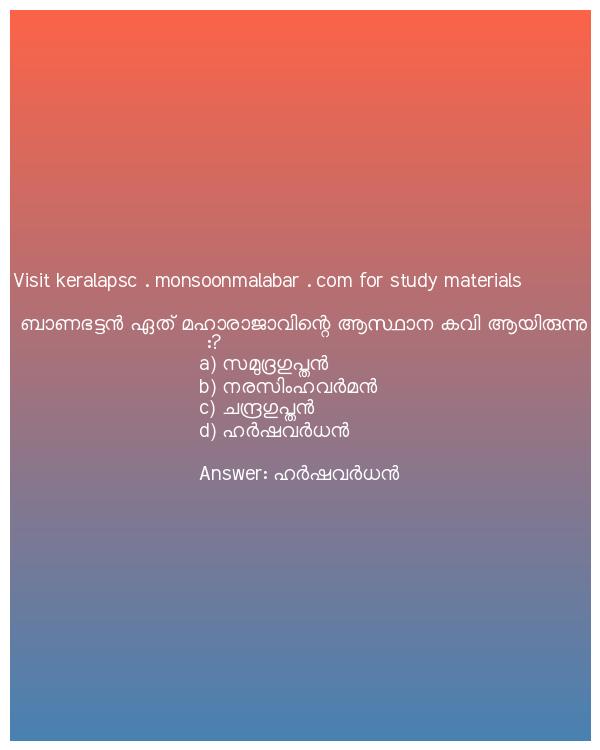 Visit keralapsc . monsoonmalabar . com for study materials
ബാണഭട്ടൻ ഏത് മഹാരാജാവിന്റെ ആസ്ഥാന കവി ആയിരുന്നു
:?
a) സമുദ്രഗുപ്തൻ
b) നരസിംഹവർമൻ
c) ചന്ദ്രഗുപ്തൻ
d) ഹർഷവർധൻ
Answer: ഹർഷവർധൻ